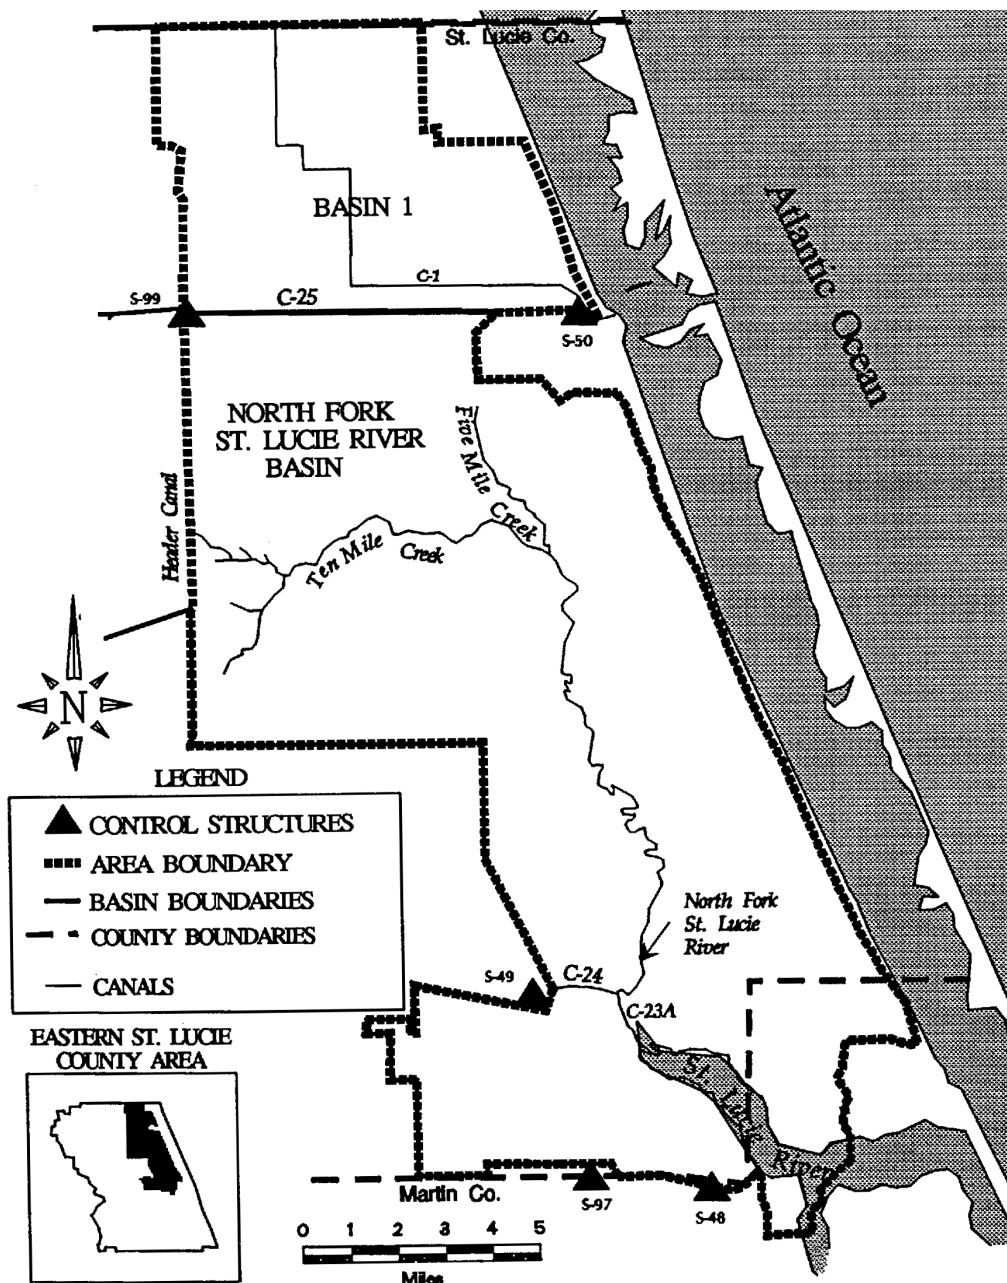 St. Lucie Co.
Atlantic Ocean
BASIN 1
C-1
S-99
C-25
S-50
NORTH FORK
ST. LUCIE RIVER
BASIN
Five Mile Creek
Header Canal
Ten Mile Creek
N
LEGEND
CONTROL STRUCTURES
AREA BOUNDARY
BASIN BOUNDARIES
COUNTY BOUNDARIES
CANALS
North Fork
St. Lucie
River
S-49
C-24
C-23A
EASTERN ST. LUCIE
COUNTY AREA
St. Lucie River
Martin Co.
S-97
S-48
0 1 2 3 4 5
Miles